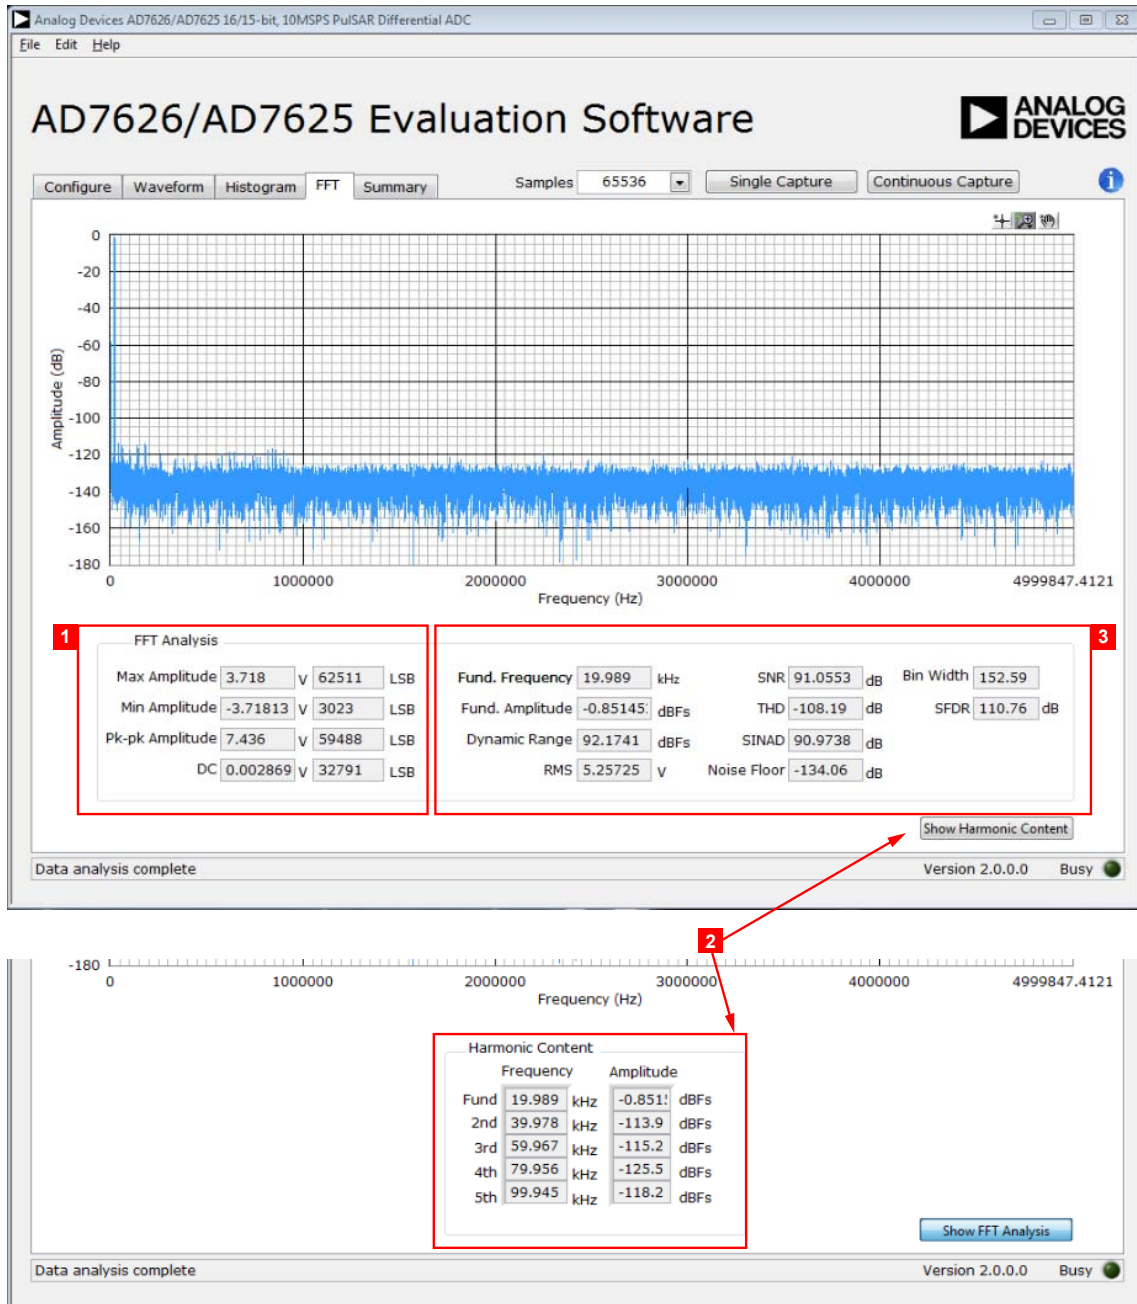 Analog Devices AD7626/AD7625 16/15-bit, 10MSPS PulSAR Differential ADC
File Edit Help
AD7626/AD7625 Evaluation Software
ANALOG DEVICES
Configure Waveform Histogram FFT Summary Samples 65536 Single Capture Continuous Capture i
0
-20
-40
-60
-80
-100
-120
-140
-160
-180
Amplitude (dB)
0 1000000 2000000 3000000 4000000 4999847.4121
Frequency (Hz)
1
3
FFT Analysis
Max Amplitude 3.718 V 62511 LSB
Min Amplitude -3.71813 V 3023 LSB
Pk-pk Amplitude 7.436 V 59488 LSB
DC 0.002869 V 32791 LSB
Fund. Frequency 19.989 kHz SNR 91.0553 dB Bin Width 152.59
Fund. Amplitude -0.85145 dBFs THD -108.19 dB SFDR 110.76 dB
Dynamic Range 92.1741 dBFs SINAD 90.9738 dB
RMS 5.25725 V Noise Floor -134.06 dB
Show Harmonic Content
Data analysis complete Version 2.0.0.0 Busy
2
-180
0 1000000 2000000 3000000 4000000 4999847.4121
Frequency (Hz)
Harmonic Content
Frequency Amplitude
Fund 19.989 kHz -0.851 dBFs
2nd 39.978 kHz -113.9 dBFs
3rd 59.967 kHz -115.2 dBFs
4th 79.956 kHz -125.5 dBFs
5th 99.945 kHz -118.2 dBFs
Show FFT Analysis
Data analysis complete Version 2.0.0.0 Busy